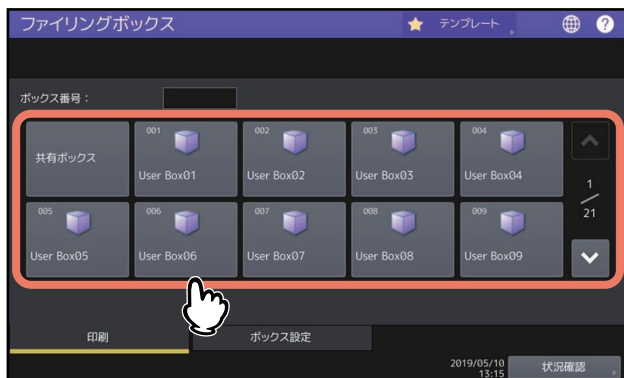 ファイリングボックス
テンプレート
?
ボックス番号：
共有ボックス
001
User Box01
002
User Box02
003
User Box03
004
User Box04
1
21
005
User Box05
006
User Box06
007
User Box07
008
User Box08
009
User Box09
印刷
ボックス設定
2019/05/10
13:15
状況確認